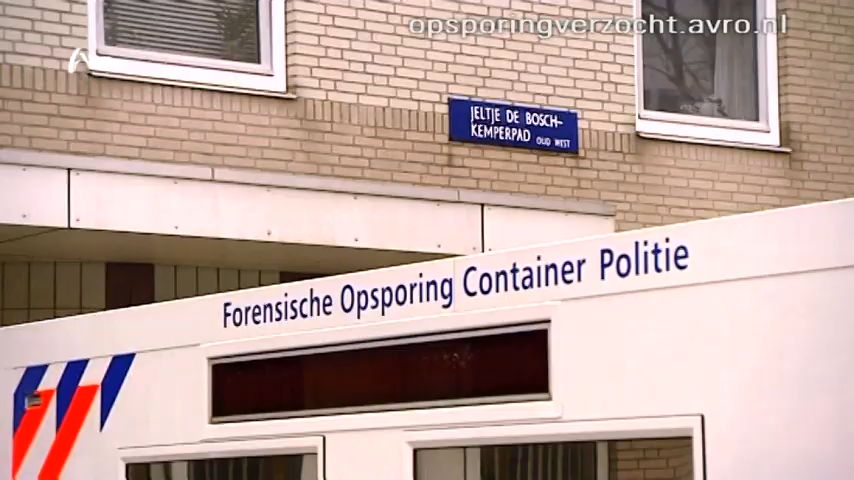 opsporingverzocht.avro.nl
JELTJE DE BOSCH-
KEMPERPAD OUD WEST
Forensische Opsporing Container Politie